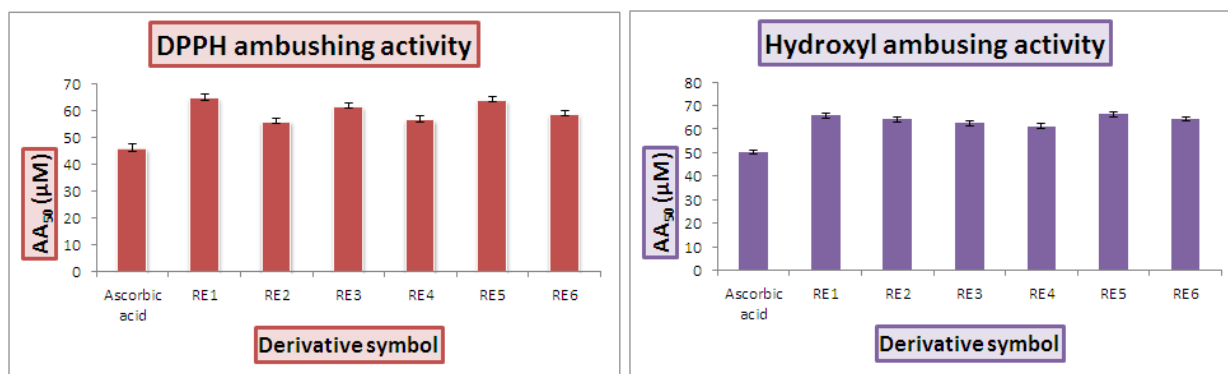 DPPH ambushing activity
AA50 (µM)
70
60
50
40
30
20
10
0
Ascorbic acid RE1 RE2 RE3 RE4 RE5 RE6
Derivative symbol
Hydroxyl ambusing activity
AA50 (µM)
80
70
60
50
40
30
20
10
0
Ascorbic acid RE1 RE2 RE3 RE4 RE5 RE6
Derivative symbol